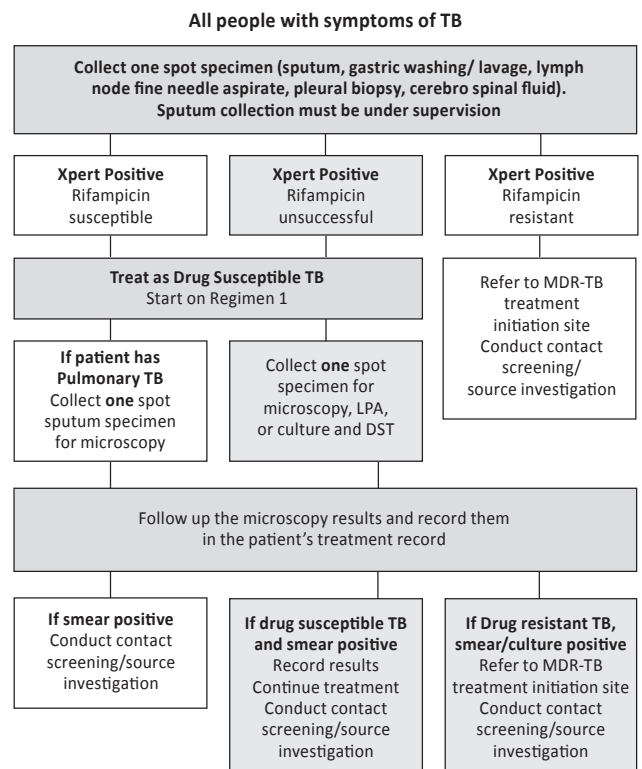 All people with symptoms of TB
Collect one spot specimen (sputum, gastric washing/ lavage, lymph
node fine needle aspirate, pleural biopsy, cerebro spinal fluid).
Sputum collection must be under supervision
Xpert Positive
Rifampicin
susceptible
Xpert Positive
Rifampicin
unsuccessful
Xpert Positive
Rifampicin
resistant
Treat as Drug Susceptible TB
Start on Regimen 1
Refer to MDR-TB
treatment
initiation site
Conduct contact
screening/
source investigation
If patient has
Pulmonary TB
Collect one spot
sputum specimen
for microscopy
Collect one spot
specimen for
microscopy, LPA,
or culture and DST
Follow up the microscopy results and record them
in the patient's treatment record
If smear positive
Conduct contact
screening/source
investigation
If drug susceptible TB
and smear positive
Record results
Continue treatment
Conduct contact
screening/source
investigation
If Drug resistant TB,
smear/culture positive
Refer to MDR-TB
treatment initiation site
Conduct contact
screening/source
investigation